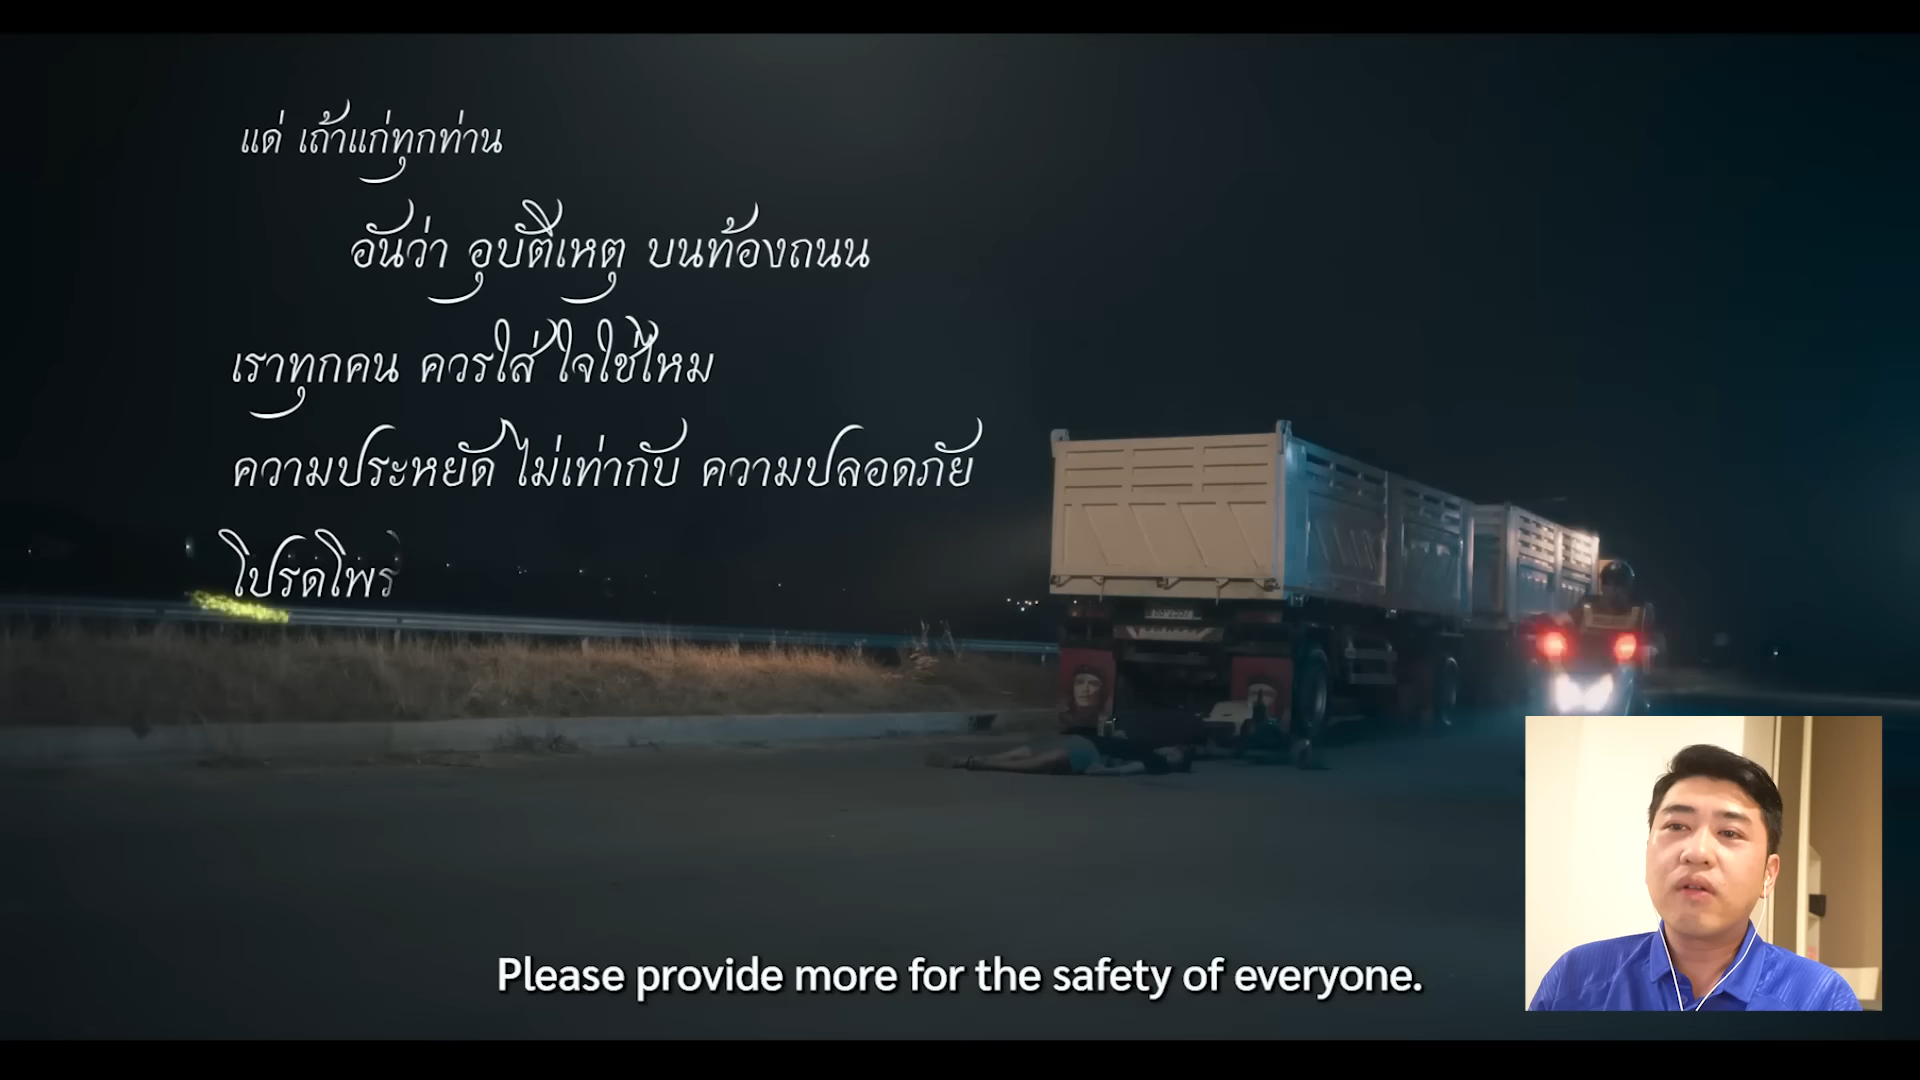 แด่ เถ้าแก่ทุกท่าน
อันว่า อุบัติเหตุ บนท้องถนน
เราทุกคน ควรใส่ใจใช่ไหม
ความประหยัด ไม่เท่ากับ ความปลอดภัย
โปรดโพร
Please provide more for the safety of everyone.